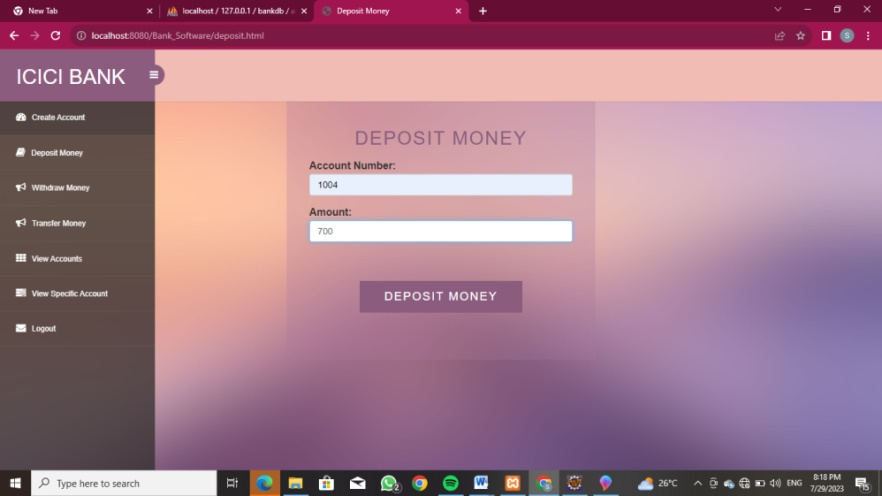 New Tab
localhost / 127.0.0.1 / bankdb /
Deposit Money
localhost:8080/Bank_Software/deposit.html
S
ICICI BANK
Create Account
Deposit Money
Withdraw Money
Transfer Money
View Accounts
View Specific Account
Logout
DEPOSIT MONEY
Account Number:
1004
Amount:
700
DEPOSIT MONEY
Type here to search
2
26°C
ENG
8:18 PM
7/29/2023
15